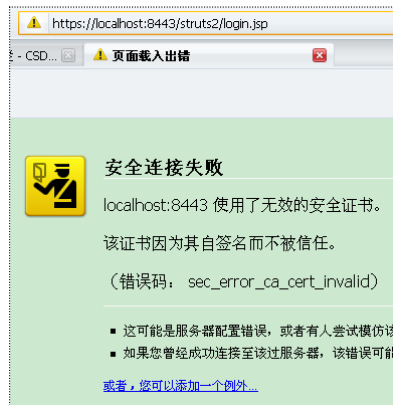 https://localhost:8443/struts2/login.jsp
- CSD...
页面载入出错
安全连接失败
localhost:8443 使用了无效的安全证书。
该证书因为其自签名而不被信任。
（错误码： sec_error_ca_cert_invalid）
▪ 这可能是服务器配置错误，或者有人尝试模仿该
▪ 如果您曾经成功连接至该过服务器，该错误可能
或者，您可以添加一个例外...